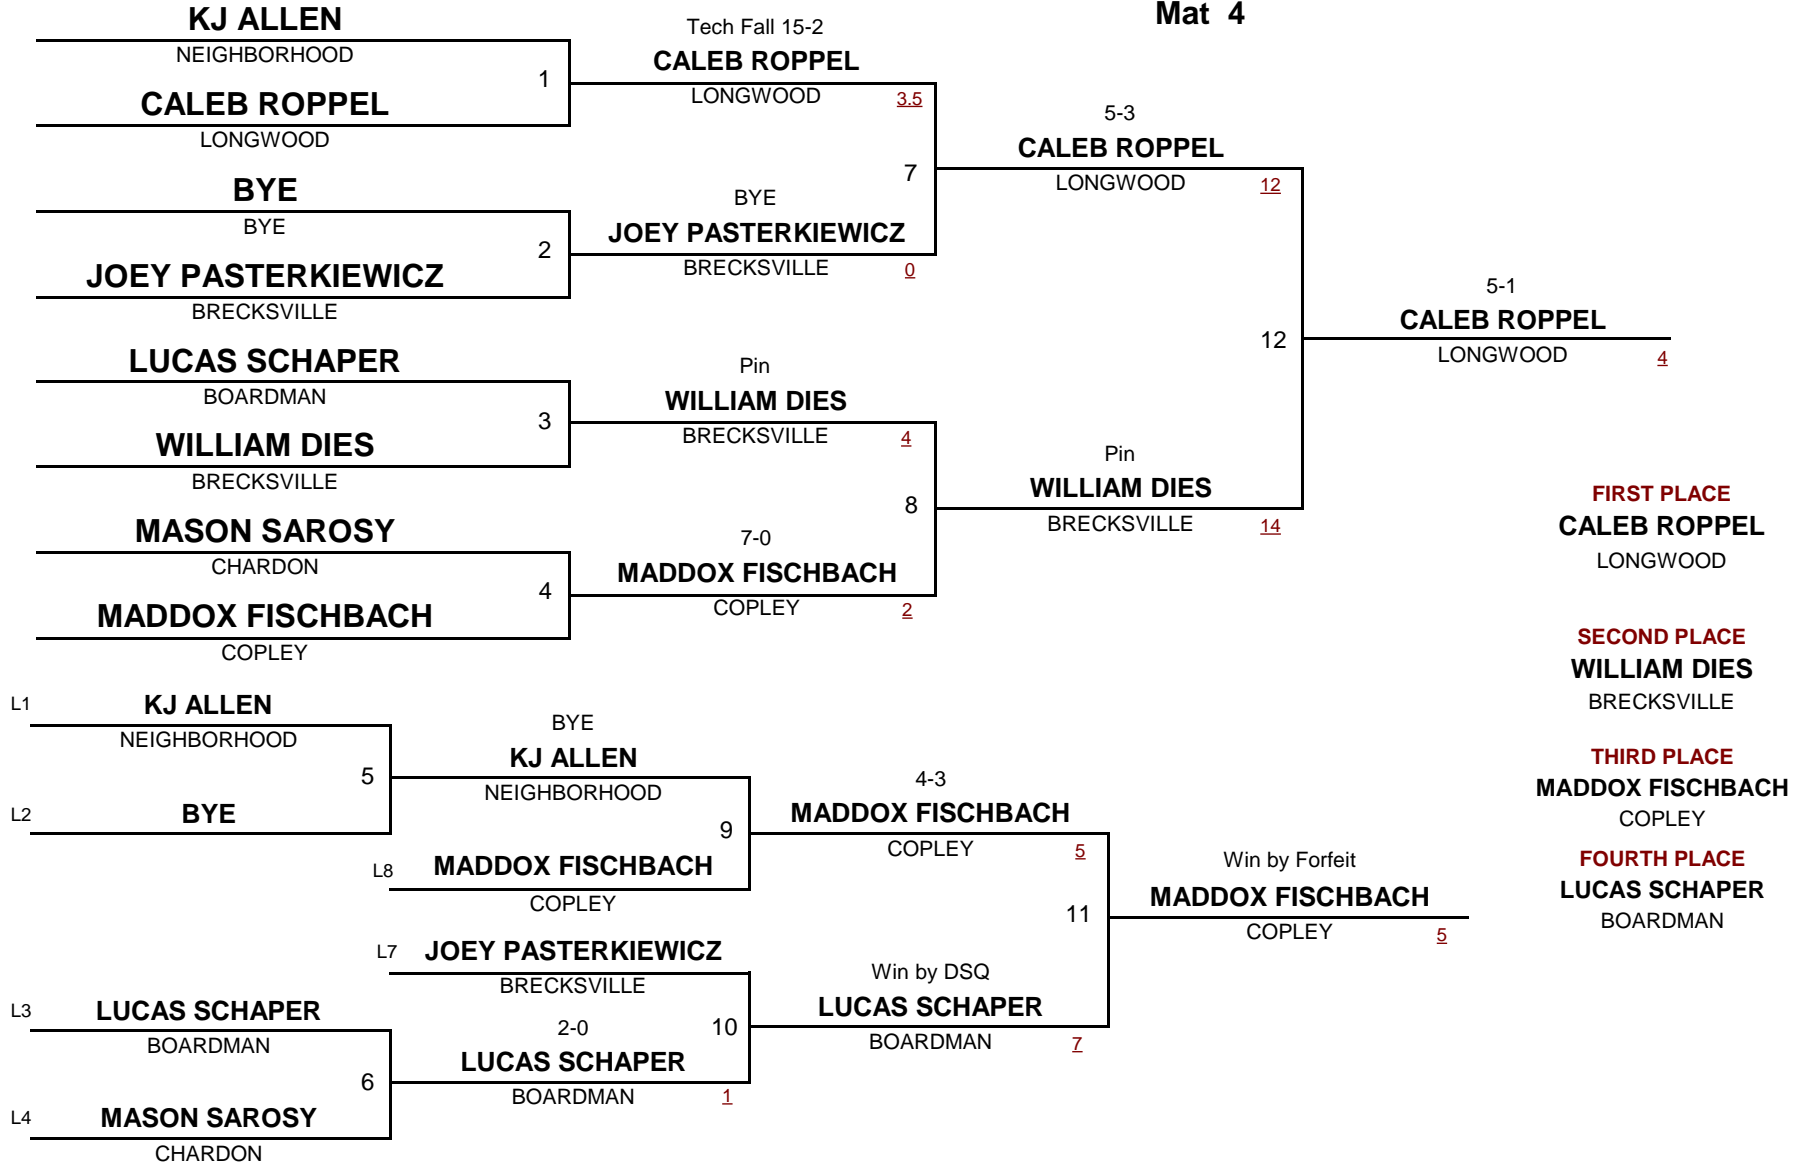 Mat 4
KJ ALLEN
NEIGHBORHOOD
1
CALEB ROPPEL
LONGWOOD
BYE
BYE
2
JOEY PASTERKIEWICZ
BRECKSVILLE
LUCAS SCHAPER
BOARDMAN
3
WILLIAM DIES
BRECKSVILLE
MASON SAROSY
CHARDON
4
MADDOX FISCHBACH
COPLEY
Tech Fall 15-2
CALEB ROPPEL
LONGWOOD 3.5
7
BYE
JOEY PASTERKIEWICZ
BRECKSVILLE 0
Pin
WILLIAM DIES
BRECKSVILLE 4
8
7-0
MADDOX FISCHBACH
COPLEY 2
5-3
CALEB ROPPEL
LONGWOOD 12
12
Pin
WILLIAM DIES
BRECKSVILLE 14
5-1
CALEB ROPPEL
LONGWOOD 4
FIRST PLACE
CALEB ROPPEL
LONGWOOD
SECOND PLACE
WILLIAM DIES
BRECKSVILLE
THIRD PLACE
MADDOX FISCHBACH
COPLEY
FOURTH PLACE
LUCAS SCHAPER
BOARDMAN
L1 KJ ALLEN
NEIGHBORHOOD
5
L2 BYE
L3 LUCAS SCHAPER
BOARDMAN
6
L4 MASON SAROSY
CHARDON
BYE
KJ ALLEN
NEIGHBORHOOD
9
L8 MADDOX FISCHBACH
COPLEY
L7 JOEY PASTERKIEWICZ
BRECKSVILLE
10
2-0
LUCAS SCHAPER
BOARDMAN 1
4-3
MADDOX FISCHBACH
COPLEY 5
11
Win by DSQ
LUCAS SCHAPER
BOARDMAN 7
Win by Forfeit
MADDOX FISCHBACH
COPLEY 5